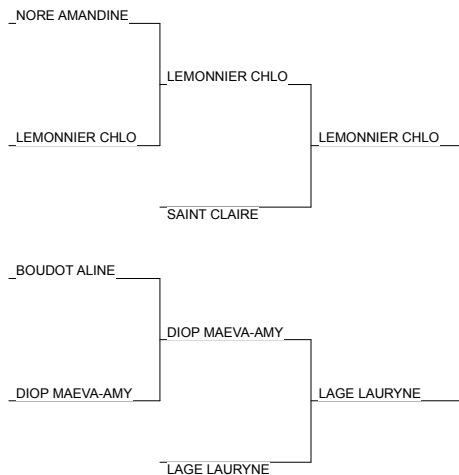 NORE AMANDINE
LEMONNIER CHLO
LEMONNIER CHLO
LEMONNIER CHLO
SAINT CLAIRE
BOUDOT ALINE
DIOP MAEVA-AMY
DIOP MAEVA-AMY
LAGE LAURYNE
LAGE LAURYNE